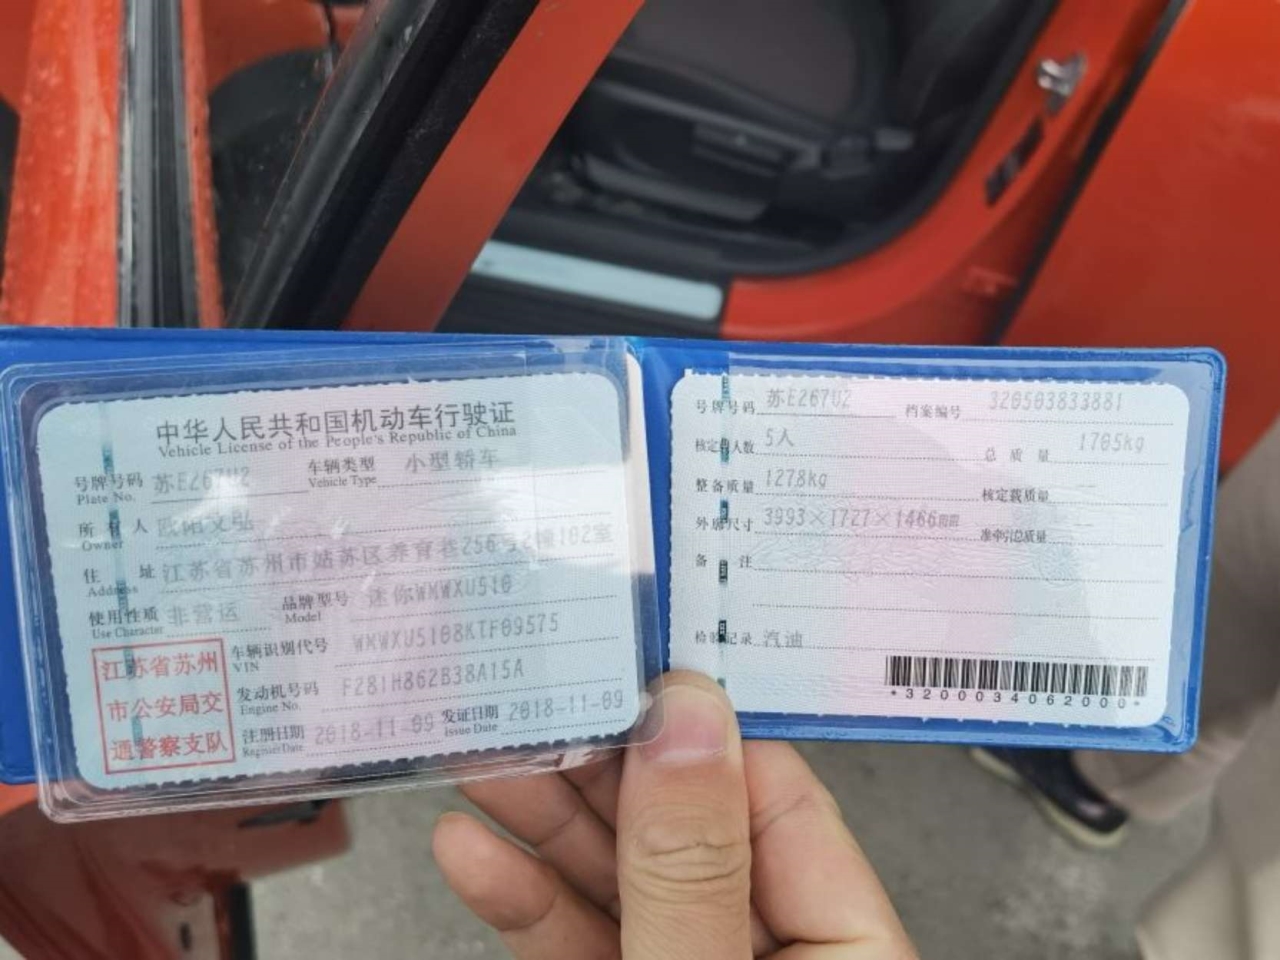 中华人民共和国机动车行驶证
Vehicle License of the People's Republic of China
号牌号码 苏E267U2 车辆类型 小型轿车
Plate No. Vehicle Type
所有人 欧阳文弘
Owner
住址 江苏省苏州市姑苏区养育巷256号2幢102室
Address
使用性质 非营运 品牌型号 迷你WMWXU510
Use Character Model
江苏省苏州
市公安局交
通警察支队
车辆识别代号 WMWXU5108KTF09575
VIN
发动机号码 F281H862B38A15A
Engine No.
注册日期 2018-11-09 发证日期 2018-11-09
Register Date Issue Date
号牌号码 苏E267U2 档案编号 320503833881
核定载人数 5人 总质量 1705kg
整备质量 1278kg 核定载质量 --
外廓尺寸 3993×1727×1466mm 准牵引总质量 --
备注
检验记录 汽油
*3200034062000*